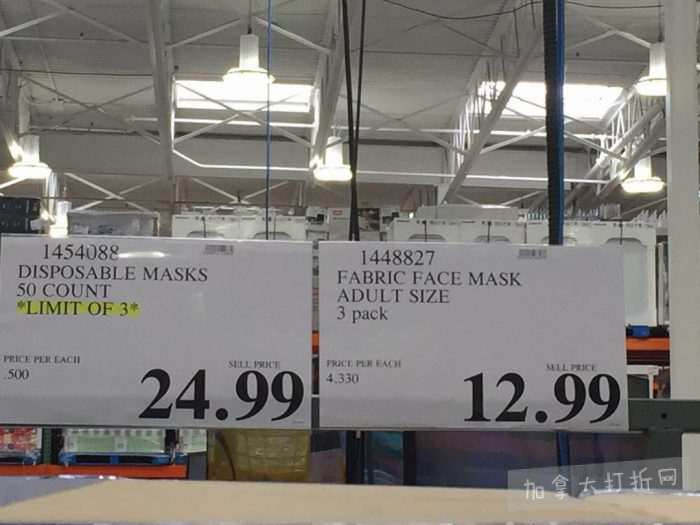 1454088
DISPOSABLE MASKS
50 COUNT
*LIMIT OF 3*
PRICE PER EACH
.500
SELL PRICE
24.99
1448827
FABRIC FACE MASK
ADULT SIZE
3 pack
PRICE PER EACH
4.330
SELL PRICE
12.99
加拿大打折网